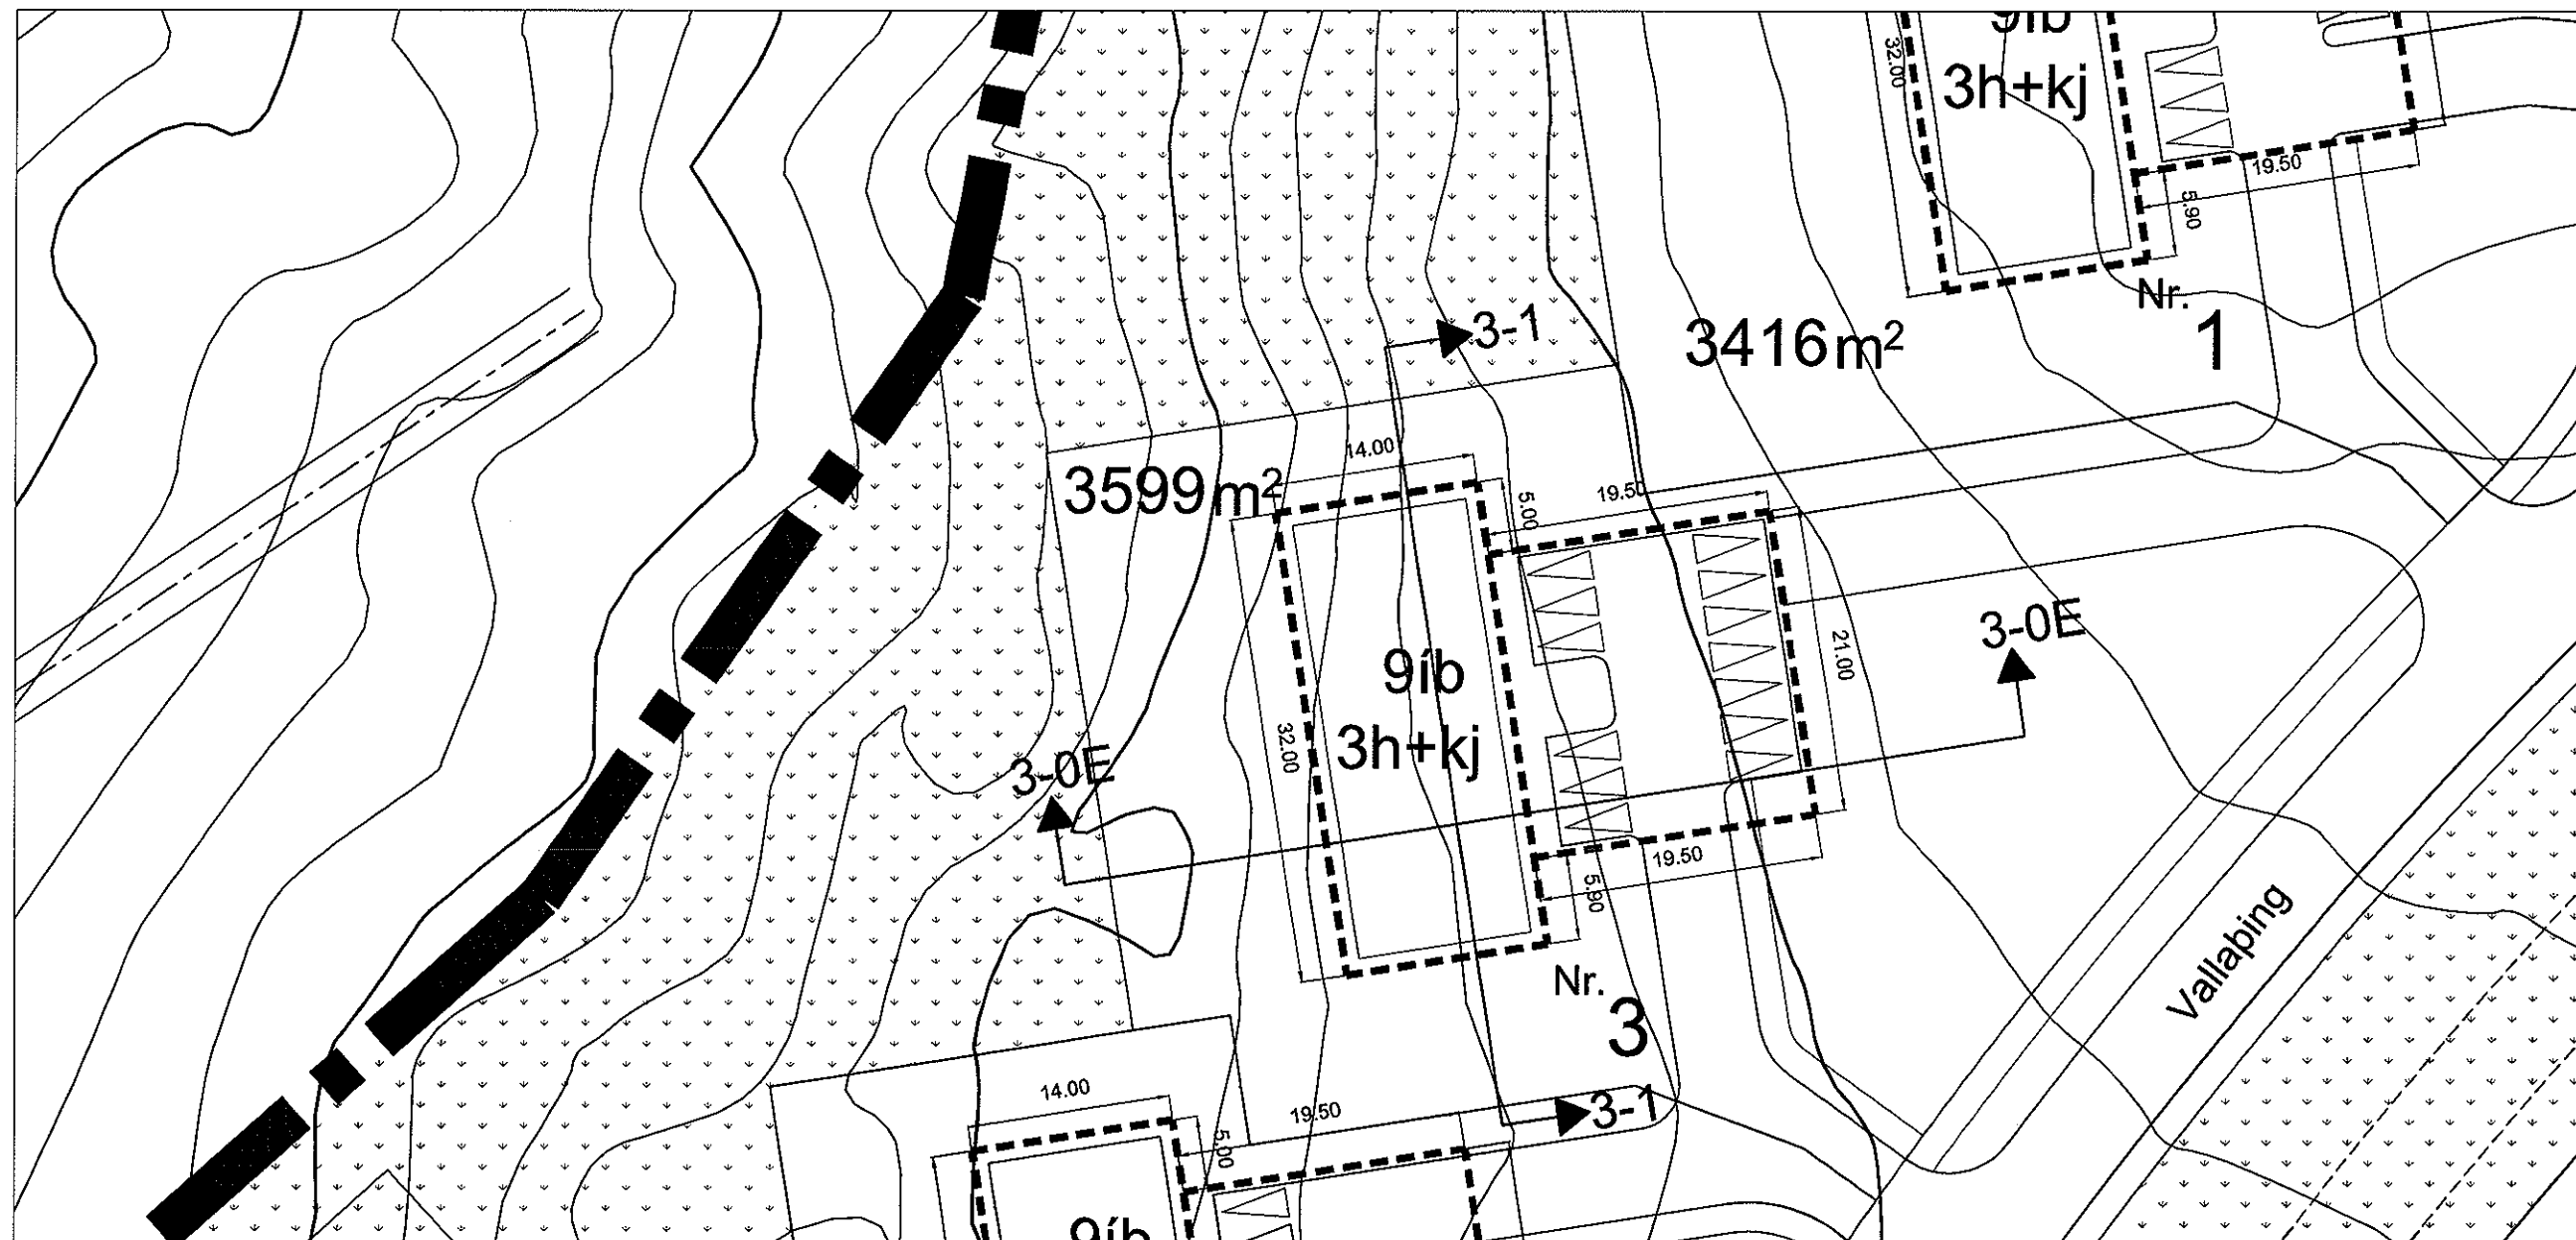 9íb
3h+kj
32.00
19.50
5.90
Nr.
1
3416m²
3-1
14.00
3599m²
5.00
19.50
9íb
3h+kj
32.00
21.00
3-0E
3-0E
19.50
5.90
Nr.
3
Vallaþing
14.00
19.50
3-1
5.00
9íb